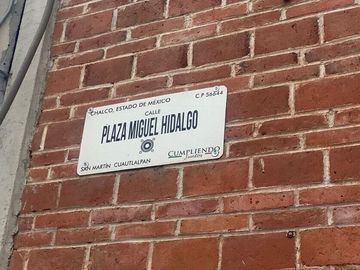 CHALCO, ESTADO DE MÉXICO C P 56644
CALLE
PLAZA MIGUEL HIDALGO
SAN MARTÍN CUAUTLALPAN
CUMPLIENDO